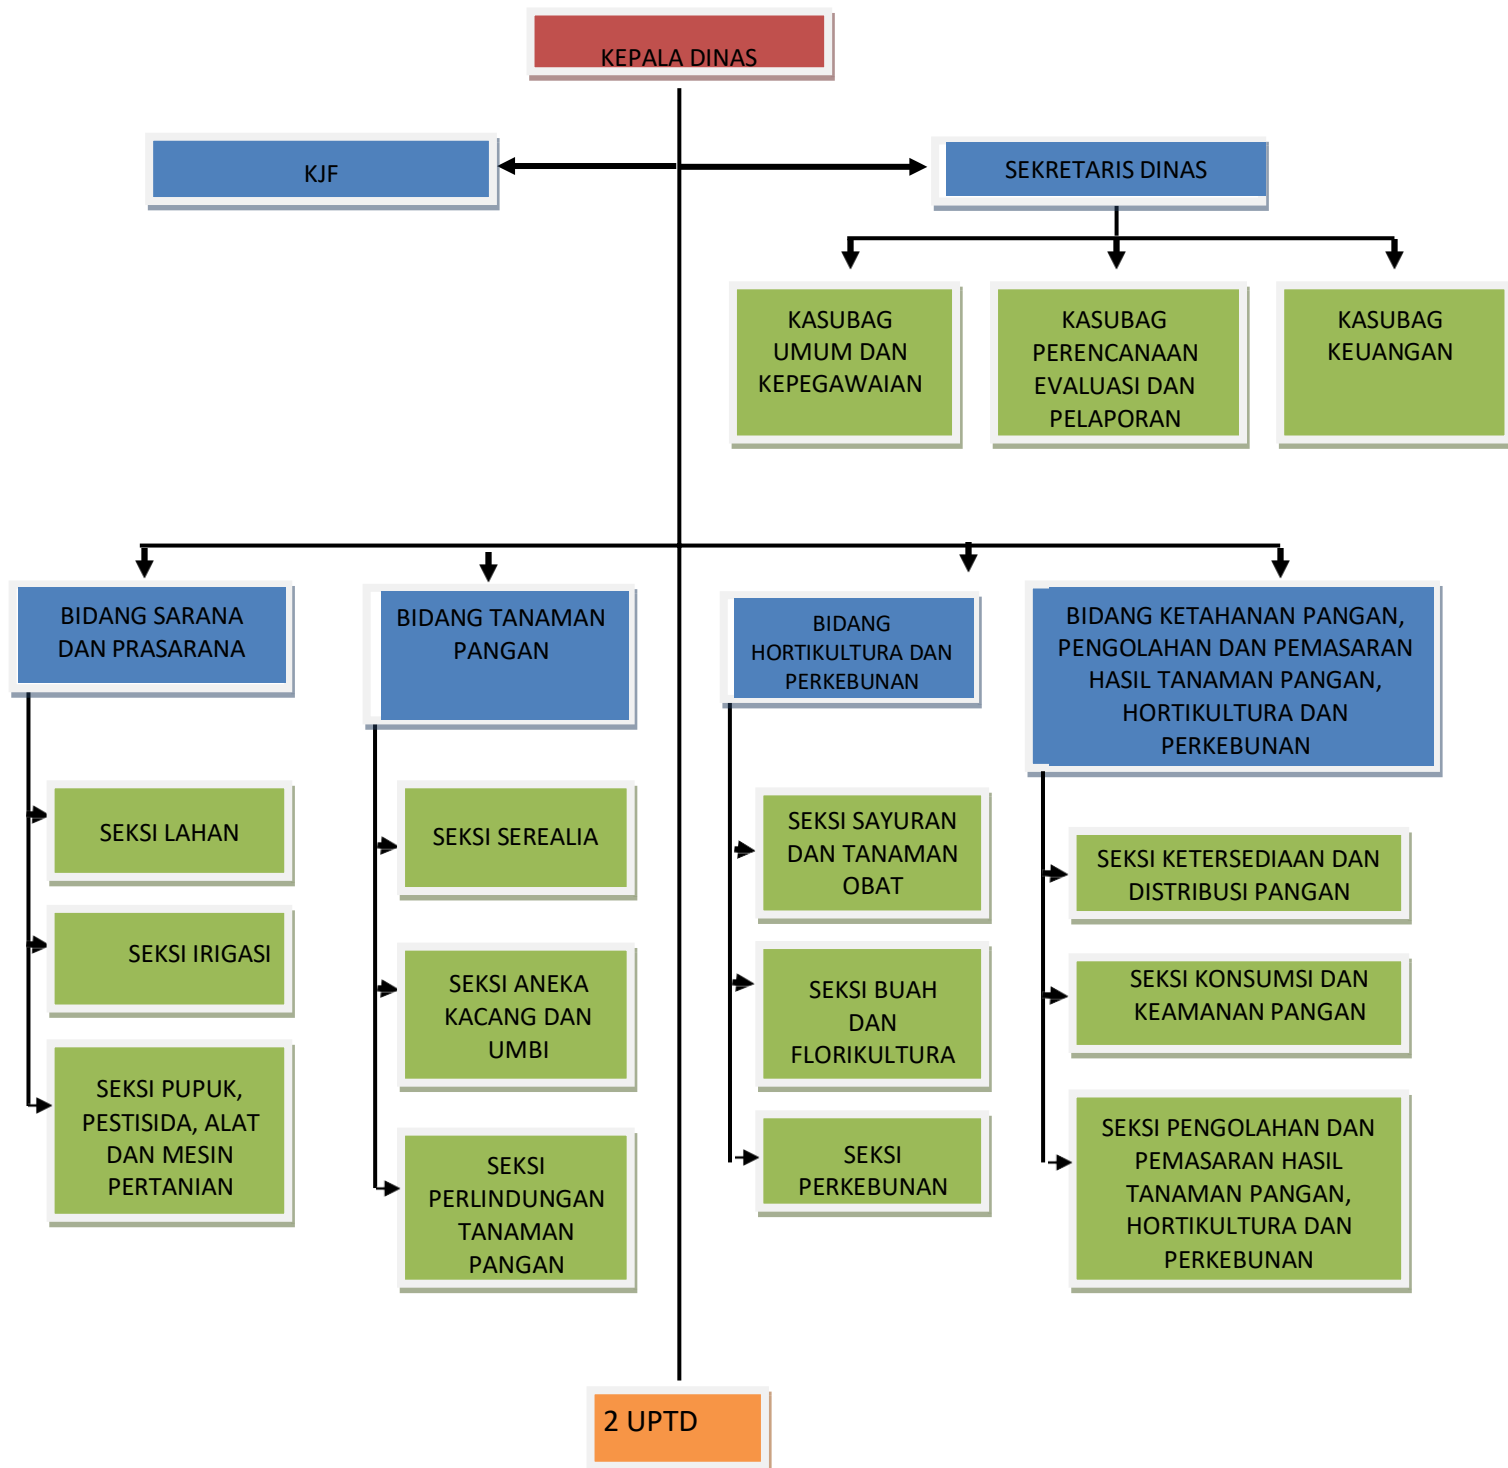 KEPALA DINAS
KJF
SEKRETARIS DINAS
KASUBAG
UMUM DAN
KEPEGAWAIAN
KASUBAG
PERENCANAAN
EVALUASI DAN
PELAPORAN
KASUBAG
KEUANGAN
BIDANG SARANA
DAN PRASARANA
BIDANG TANAMAN
PANGAN
BIDANG
HORTIKULTURA DAN
PERKEBUNAN
BIDANG KETAHANAN PANGAN,
PENGOLAHAN DAN PEMASARAN
HASIL TANAMAN PANGAN,
HORTIKULTURA DAN
PERKEBUNAN
SEKSI LAHAN
SEKSI IRIGASI
SEKSI PUPUK,
PESTISIDA, ALAT
DAN MESIN
PERTANIAN
SEKSI SEREALIA
SEKSI ANEKA
KACANG DAN
UMBI
SEKSI
PERLINDUNGAN
TANAMAN
PANGAN
SEKSI SAYURAN
DAN TANAMAN
OBAT
SEKSI BUAH
DAN
FLORIKULTURA
SEKSI
PERKEBUNAN
SEKSI KETERSEDIAAN DAN
DISTRIBUSI PANGAN
SEKSI KONSUMSI DAN
KEAMANAN PANGAN
SEKSI PENGOLAHAN DAN
PEMASARAN HASIL
TANAMAN PANGAN,
HORTIKULTURA DAN
PERKEBUNAN
2 UPTD